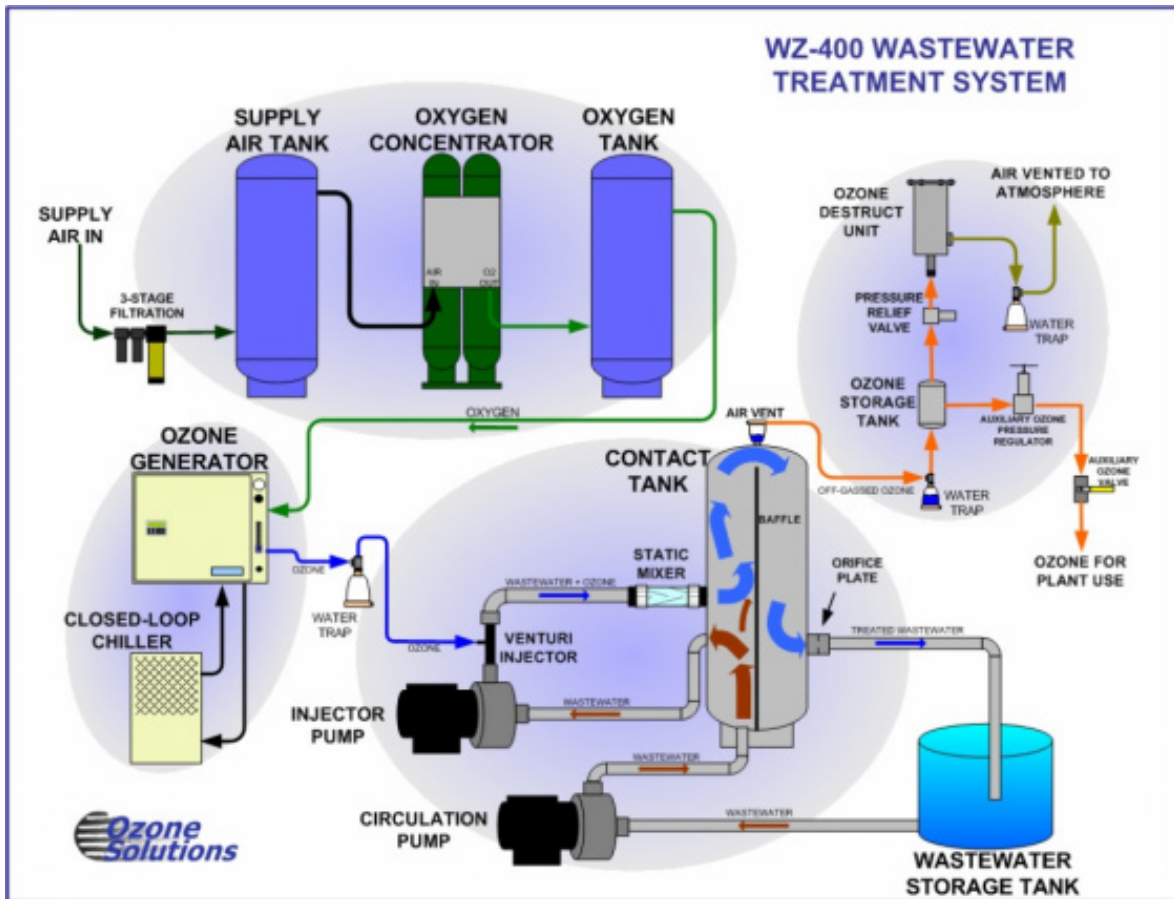 WZ-400 WASTEWATER
TREATMENT SYSTEM
SUPPLY
AIR TANK
OXYGEN
CONCENTRATOR
OXYGEN
TANK
SUPPLY
AIR IN
3-STAGE
FILTRATION
AIR
IN
O2
OUT
OXYGEN
OZONE
DESTRUCT
UNIT
AIR VENTED TO
ATMOSPHERE
PRESSURE
RELIEF
VALVE
WATER
TRAP
OZONE
STORAGE
TANK
AUXILIARY OZONE
PRESSURE
REGULATOR
AUXILIARY
OZONE
VALVE
OFF-GASSED OZONE
WATER
TRAP
OZONE FOR
PLANT USE
OZONE
GENERATOR
OZONE
WATER
TRAP
CLOSED-LOOP
CHILLER
AIR VENT
CONTACT
TANK
BAFFLE
STATIC
MIXER
ORIFICE
PLATE
WASTEWATER + OZONE
VENTURI
INJECTOR
OZONE
TREATED WASTEWATER
INJECTOR
PUMP
WASTEWATER
WASTEWATER
CIRCULATION
PUMP
WASTEWATER
WASTEWATER
STORAGE TANK
Ozone
Solutions